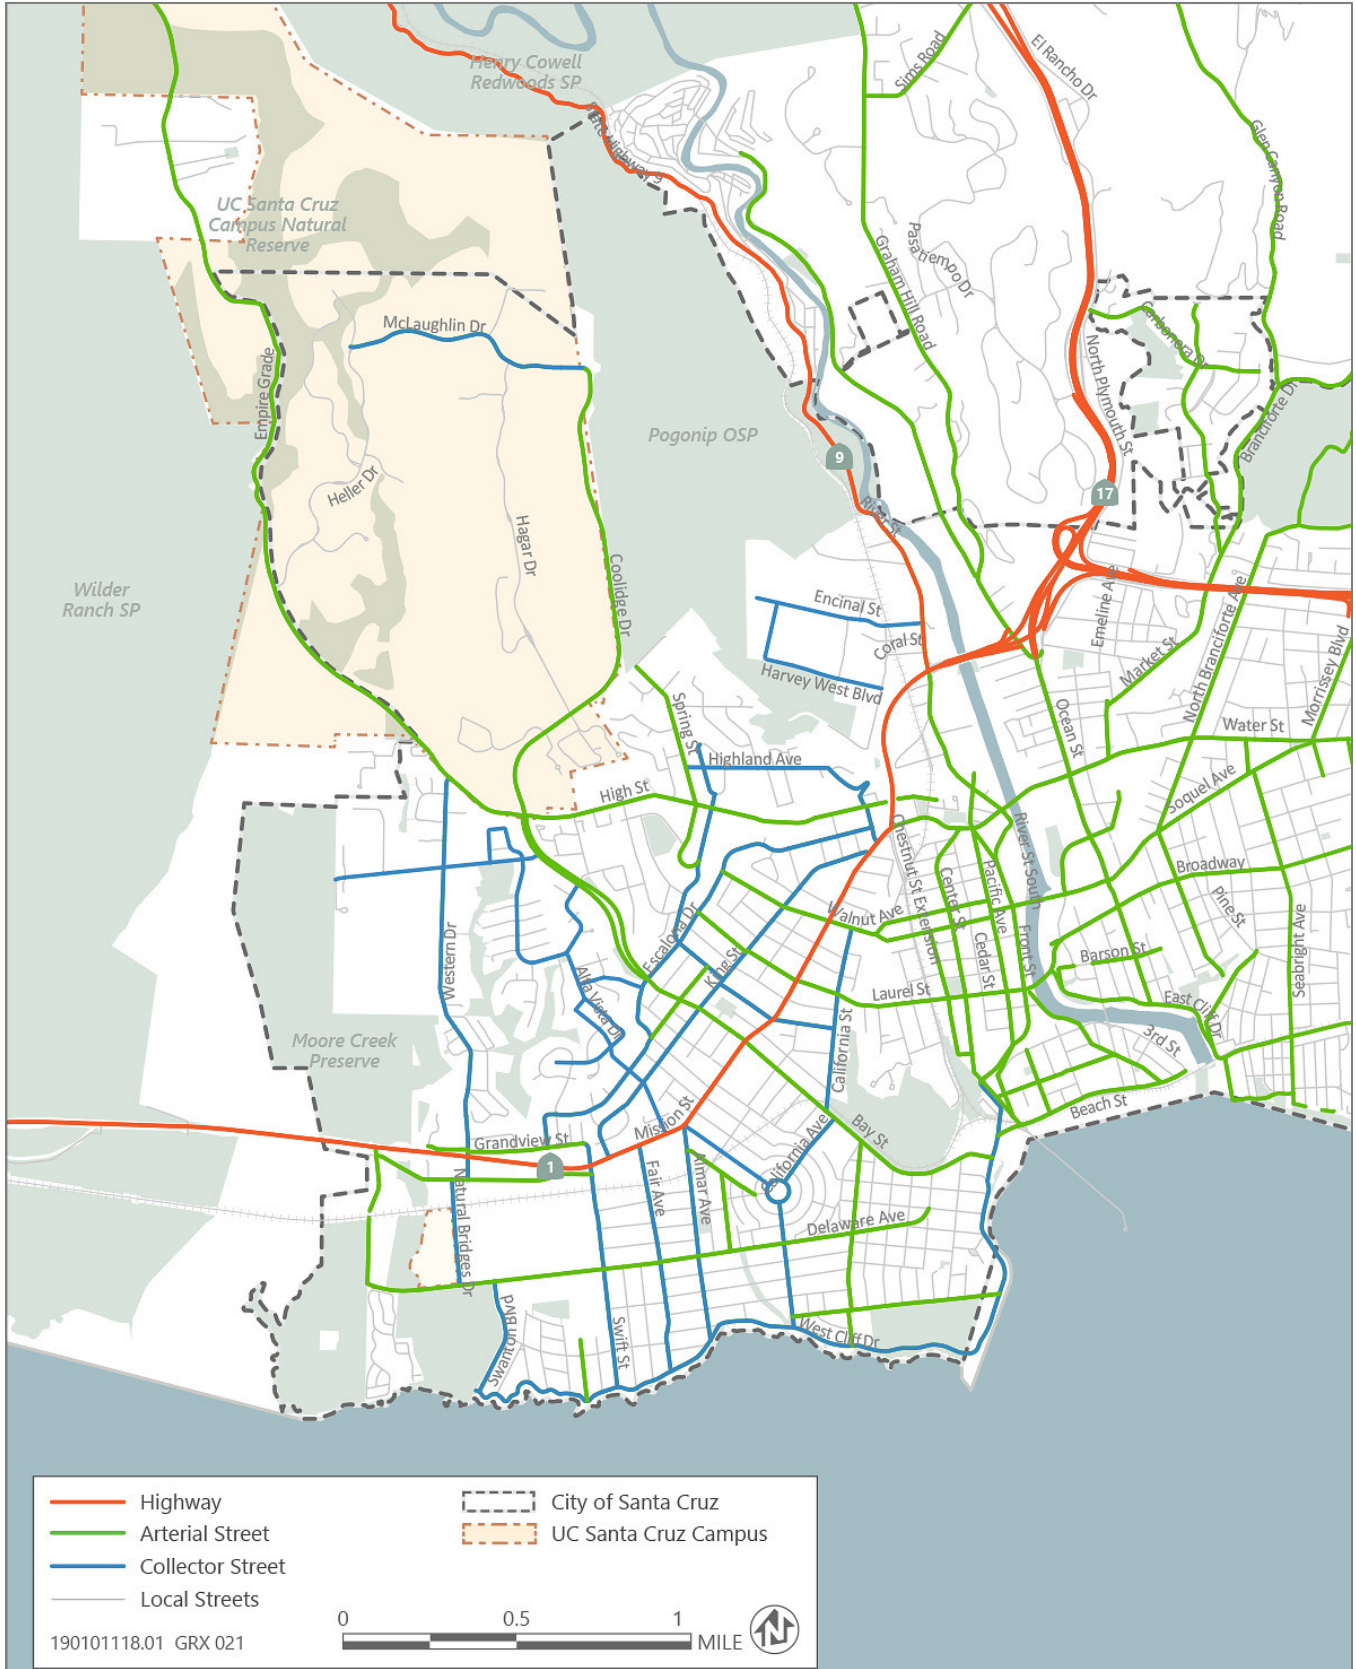 Henry Cowell
Redwoods SP
Sims Road
El Rancho Dr
Glen Canyon Road
UC Santa Cruz
Campus Natural
Reserve
Pasatiempo Dr
Graham Hill Road
Carbonera Dr
McLaughlin Dr
Empire Grade
North Plymouth St
Branciforte Dr
Pogonip OSP
9
17
Heller Dr
River St
Hagar Dr
Coolidge Dr
Wilder
Ranch SP
Encinal St
Coral St
Harvey West Blvd
Emeline Ave
Market St
North Branciforte Ave
Morrissey Blvd
Spring St
Ocean St
Water St
Highland Ave
High St
Soquel Ave
River St South
Chestnut St Extension
Center St
Pacific Ave
Broadway
Pine St
Seabright Ave
Walnut Ave
Escalona Dr
King St
Western Dr
Cedar St
Front St
Barson St
Alta Vista Dr
Laurel St
East Cliff Dr
California St
3rd St
Moore Creek
Preserve
Beach St
Mission St
Bay St
Grandview St
1
California Ave
Natural Bridges Dr
Fair Ave
Almar Ave
Delaware Ave
Swanton Blvd
Swift St
West Cliff Dr
Highway
Arterial Street
Collector Street
Local Streets
City of Santa Cruz
UC Santa Cruz Campus
0 0.5 1
MILE
N
190101118.01 GRX 021